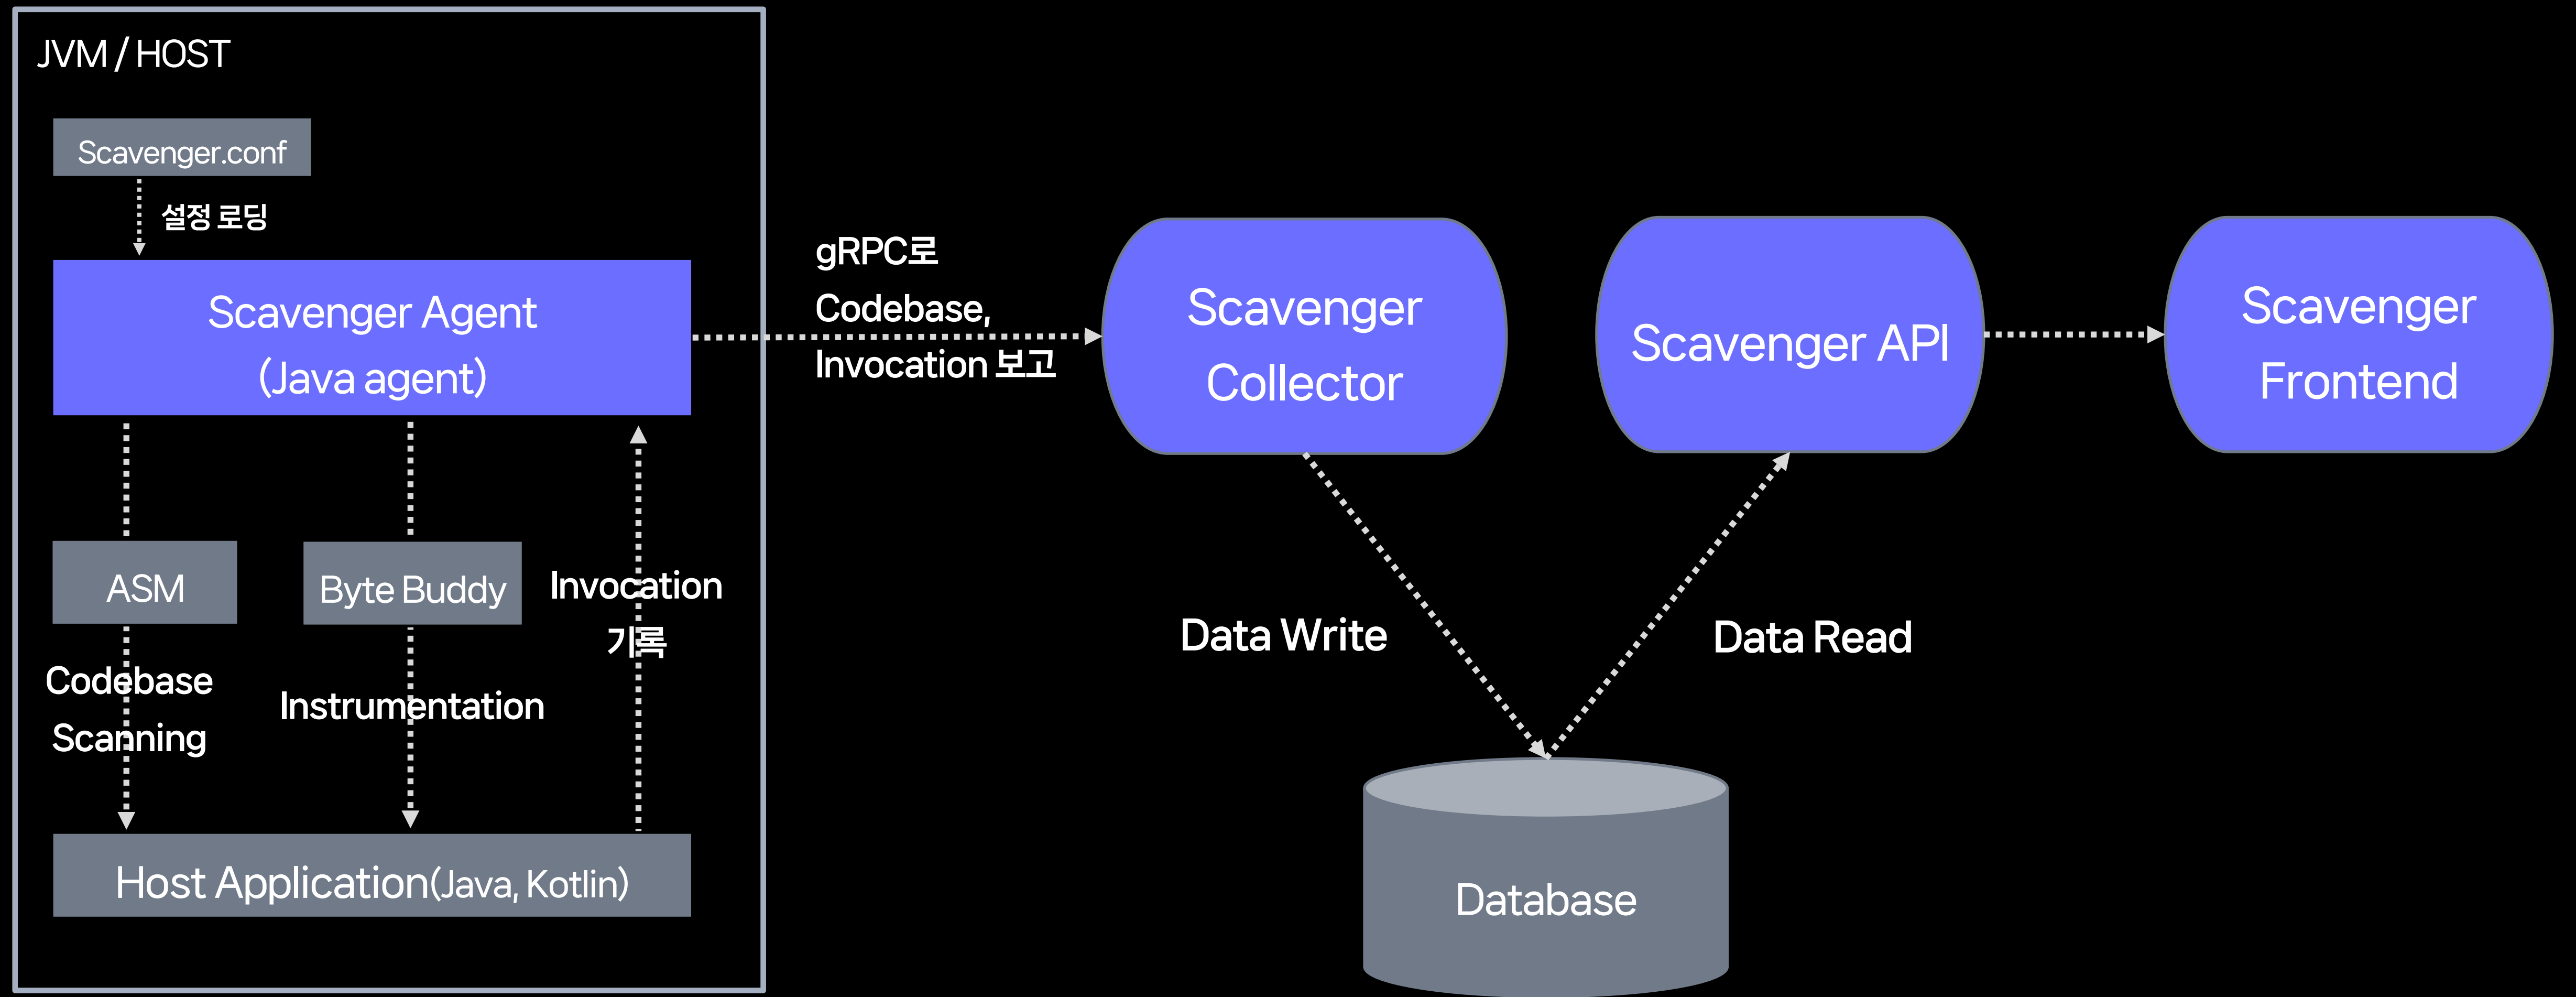 JVM / HOST
Scavenger.conf
설정 로딩
Scavenger Agent
(Java agent)
gRPC로
Codebase,
Invocation 보고
Scavenger
Collector
Scavenger API
Scavenger
Frontend
ASM
Byte Buddy
Invocation
기록
Codebase
Scanning
Instrumentation
Data Write
Data Read
Host Application(Java, Kotlin)
Database